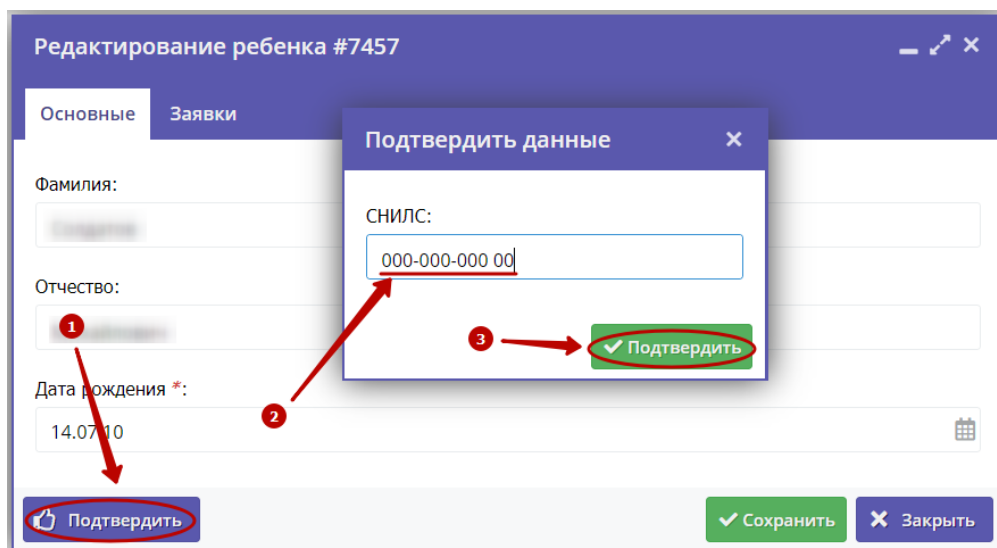 Редактирование ребенка #7457
Основные Заявки
Подтвердить данные
Фамилия:
СНИЛС:
000-000-000 00
Отчество:
1
3
Подтвердить
Дата рождения *:
2
14.07.10
Подтвердить
Сохранить
Закрыть